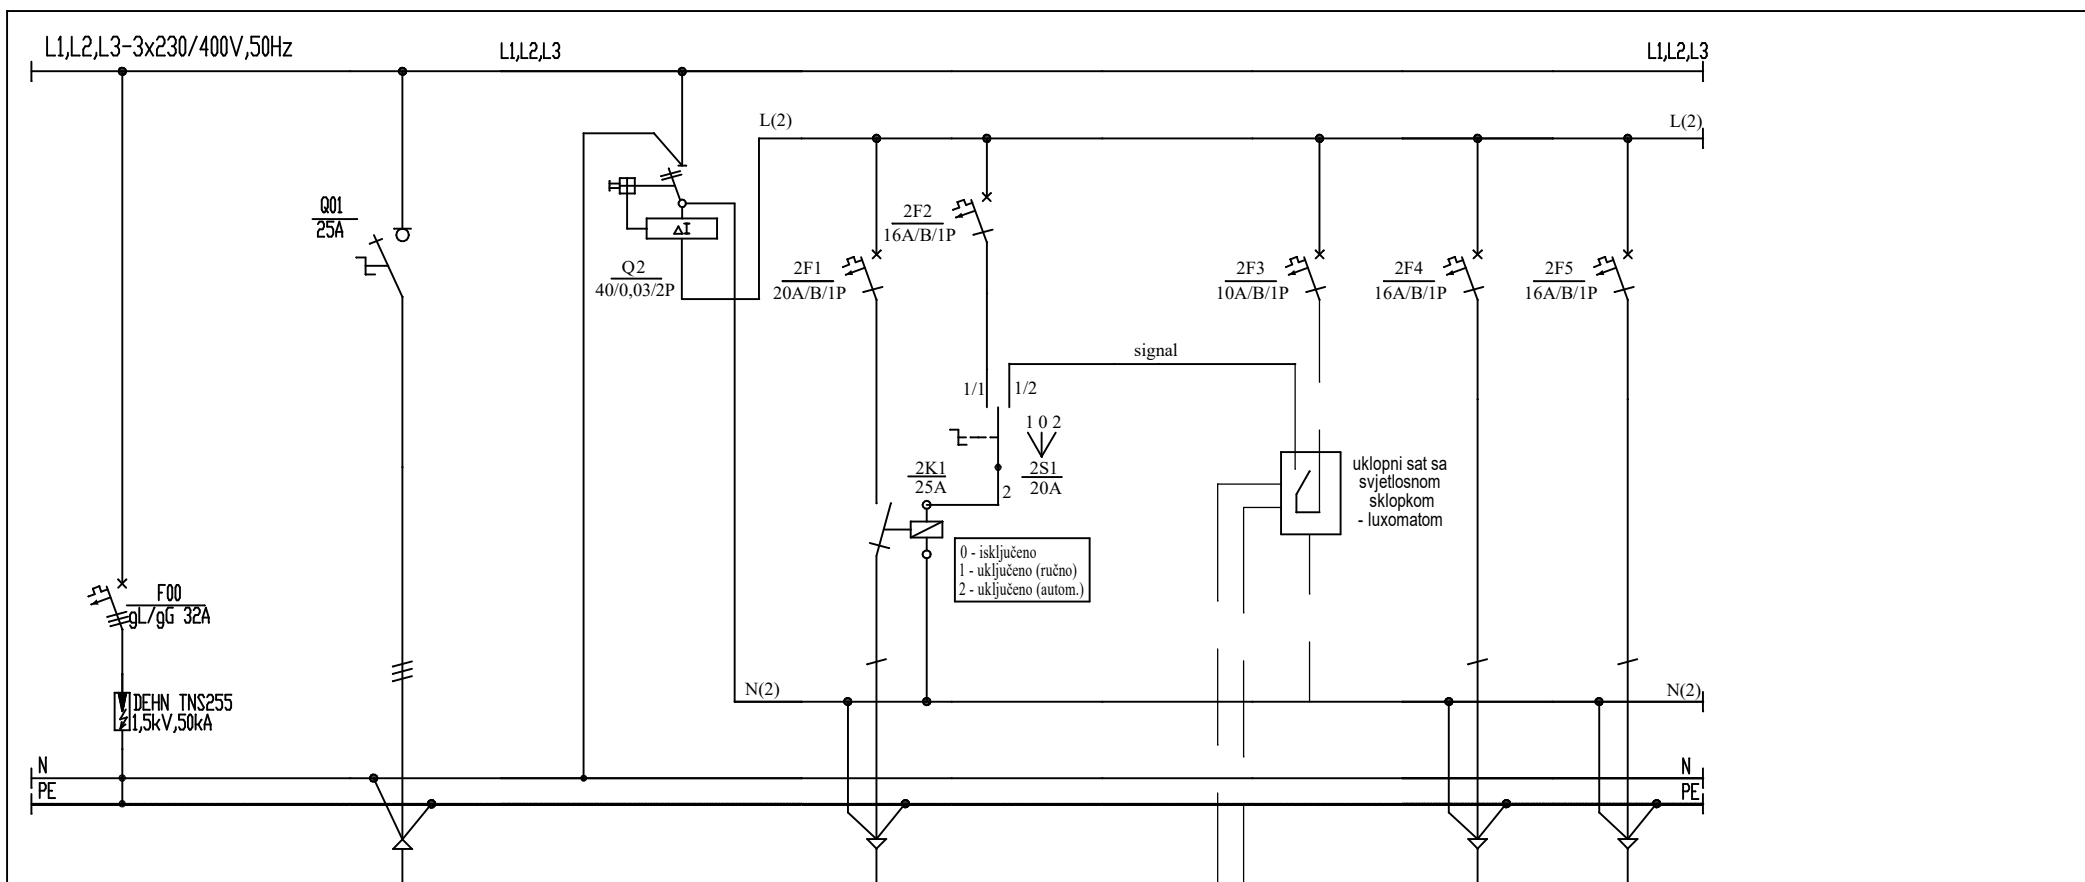 L1,L2,L3-3x230/400V,50Hz
L1,L2,L3
L1,L2,L3
L(2)
L(2)
Q01
25A
ΔI
Q2
40/0,03/2P
2F1
20A/B/1P
2F2
16A/B/1P
2F3
10A/B/1P
2F4
16A/B/1P
2F5
16A/B/1P
signal
1/1
1/2
1 0 2
2K1
25A
2S1
20A
2
uklopni sat sa
svjetlosnom
sklopkom
- luxomatom
0 - isključeno
1 - uključeno (ručno)
2 - uključeno (autom.)
F00
gL/gG 32A
DEHN TNS255
1,5kV,50kA
N(2)
N(2)
N
N
PE
PE